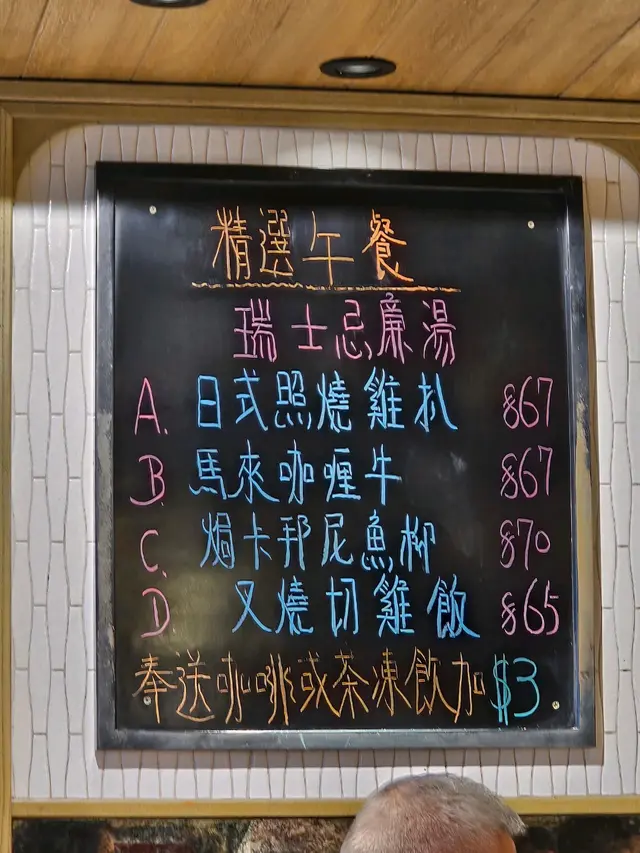 精選午餐
瑞士忌廉湯
A. 日式照燒雞扒 $67
B. 馬來咖喱牛 $67
C. 焗卡邦尼魚柳 $70
D. 叉燒切雞飯 $65
奉送咖啡或茶凍飲加$3